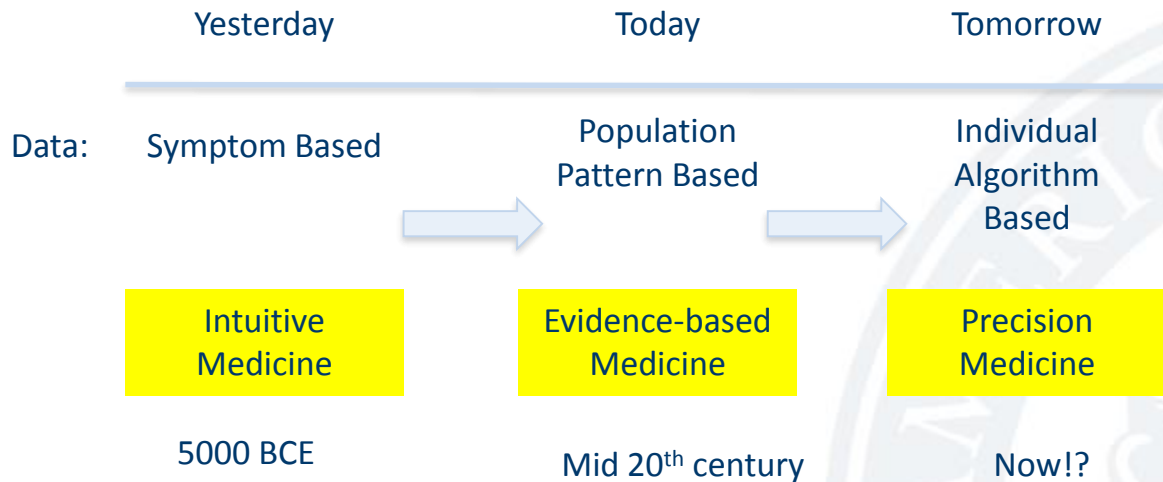 Yesterday Today Tomorrow
Data: Symptom Based
Population
Pattern Based
Individual
Algorithm
Based
Intuitive
Medicine
Evidence-based
Medicine
Precision
Medicine
5000 BCE
Mid 20th century
Now!?